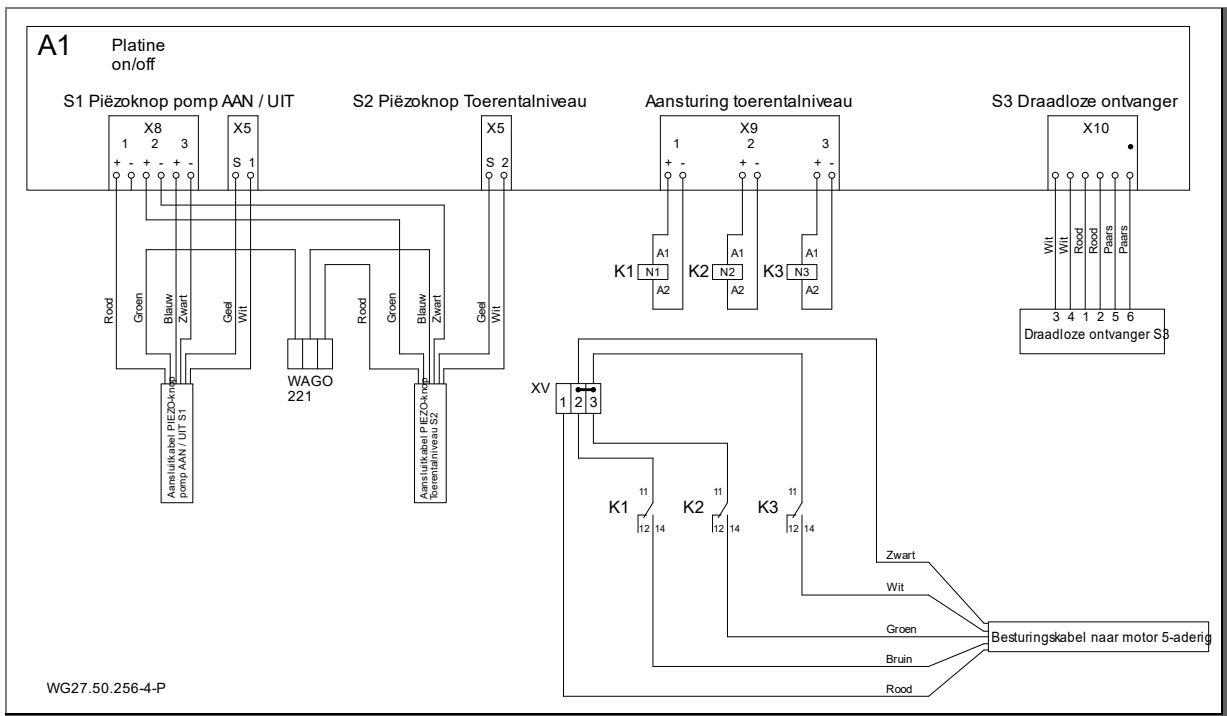 A1
Platine
on/off
S1 Piëzoknop pomp AAN / UIT
S2 Piëzoknop Toerentalniveau
Aansturing toerentalniveau
S3 Draadloze ontvanger
X8
X5
X5
X9
X10
1 2 3
1 2 3
+ - + - + -
S 1
S 2
+ - + - + -
Rood
Groen
Blauw
Zwart
Geel
Wit
Rood
Groen
Blauw
Zwart
Geel
Wit
Wit
Wit
Rood
Rood
Paars
Paars
A1
A1
A1
K1 N1
K2 N2
K3 N3
A2
A2
A2
3 4 1 2 5 6
Draadloze ontvanger S3
WAGO
221
Aansluitkabel PIEZO-knop
pomp AAN / UIT S1
Aansluitkabel PIEZO-knop
Toerentalniveau S2
XV
1 2 3
11
11
11
K1
K2
K3
12 14
12 14
12 14
Zwart
Wit
Groen
Bruin
Rood
Besturingskabel naar motor 5-aderig
WG27.50.256-4-P